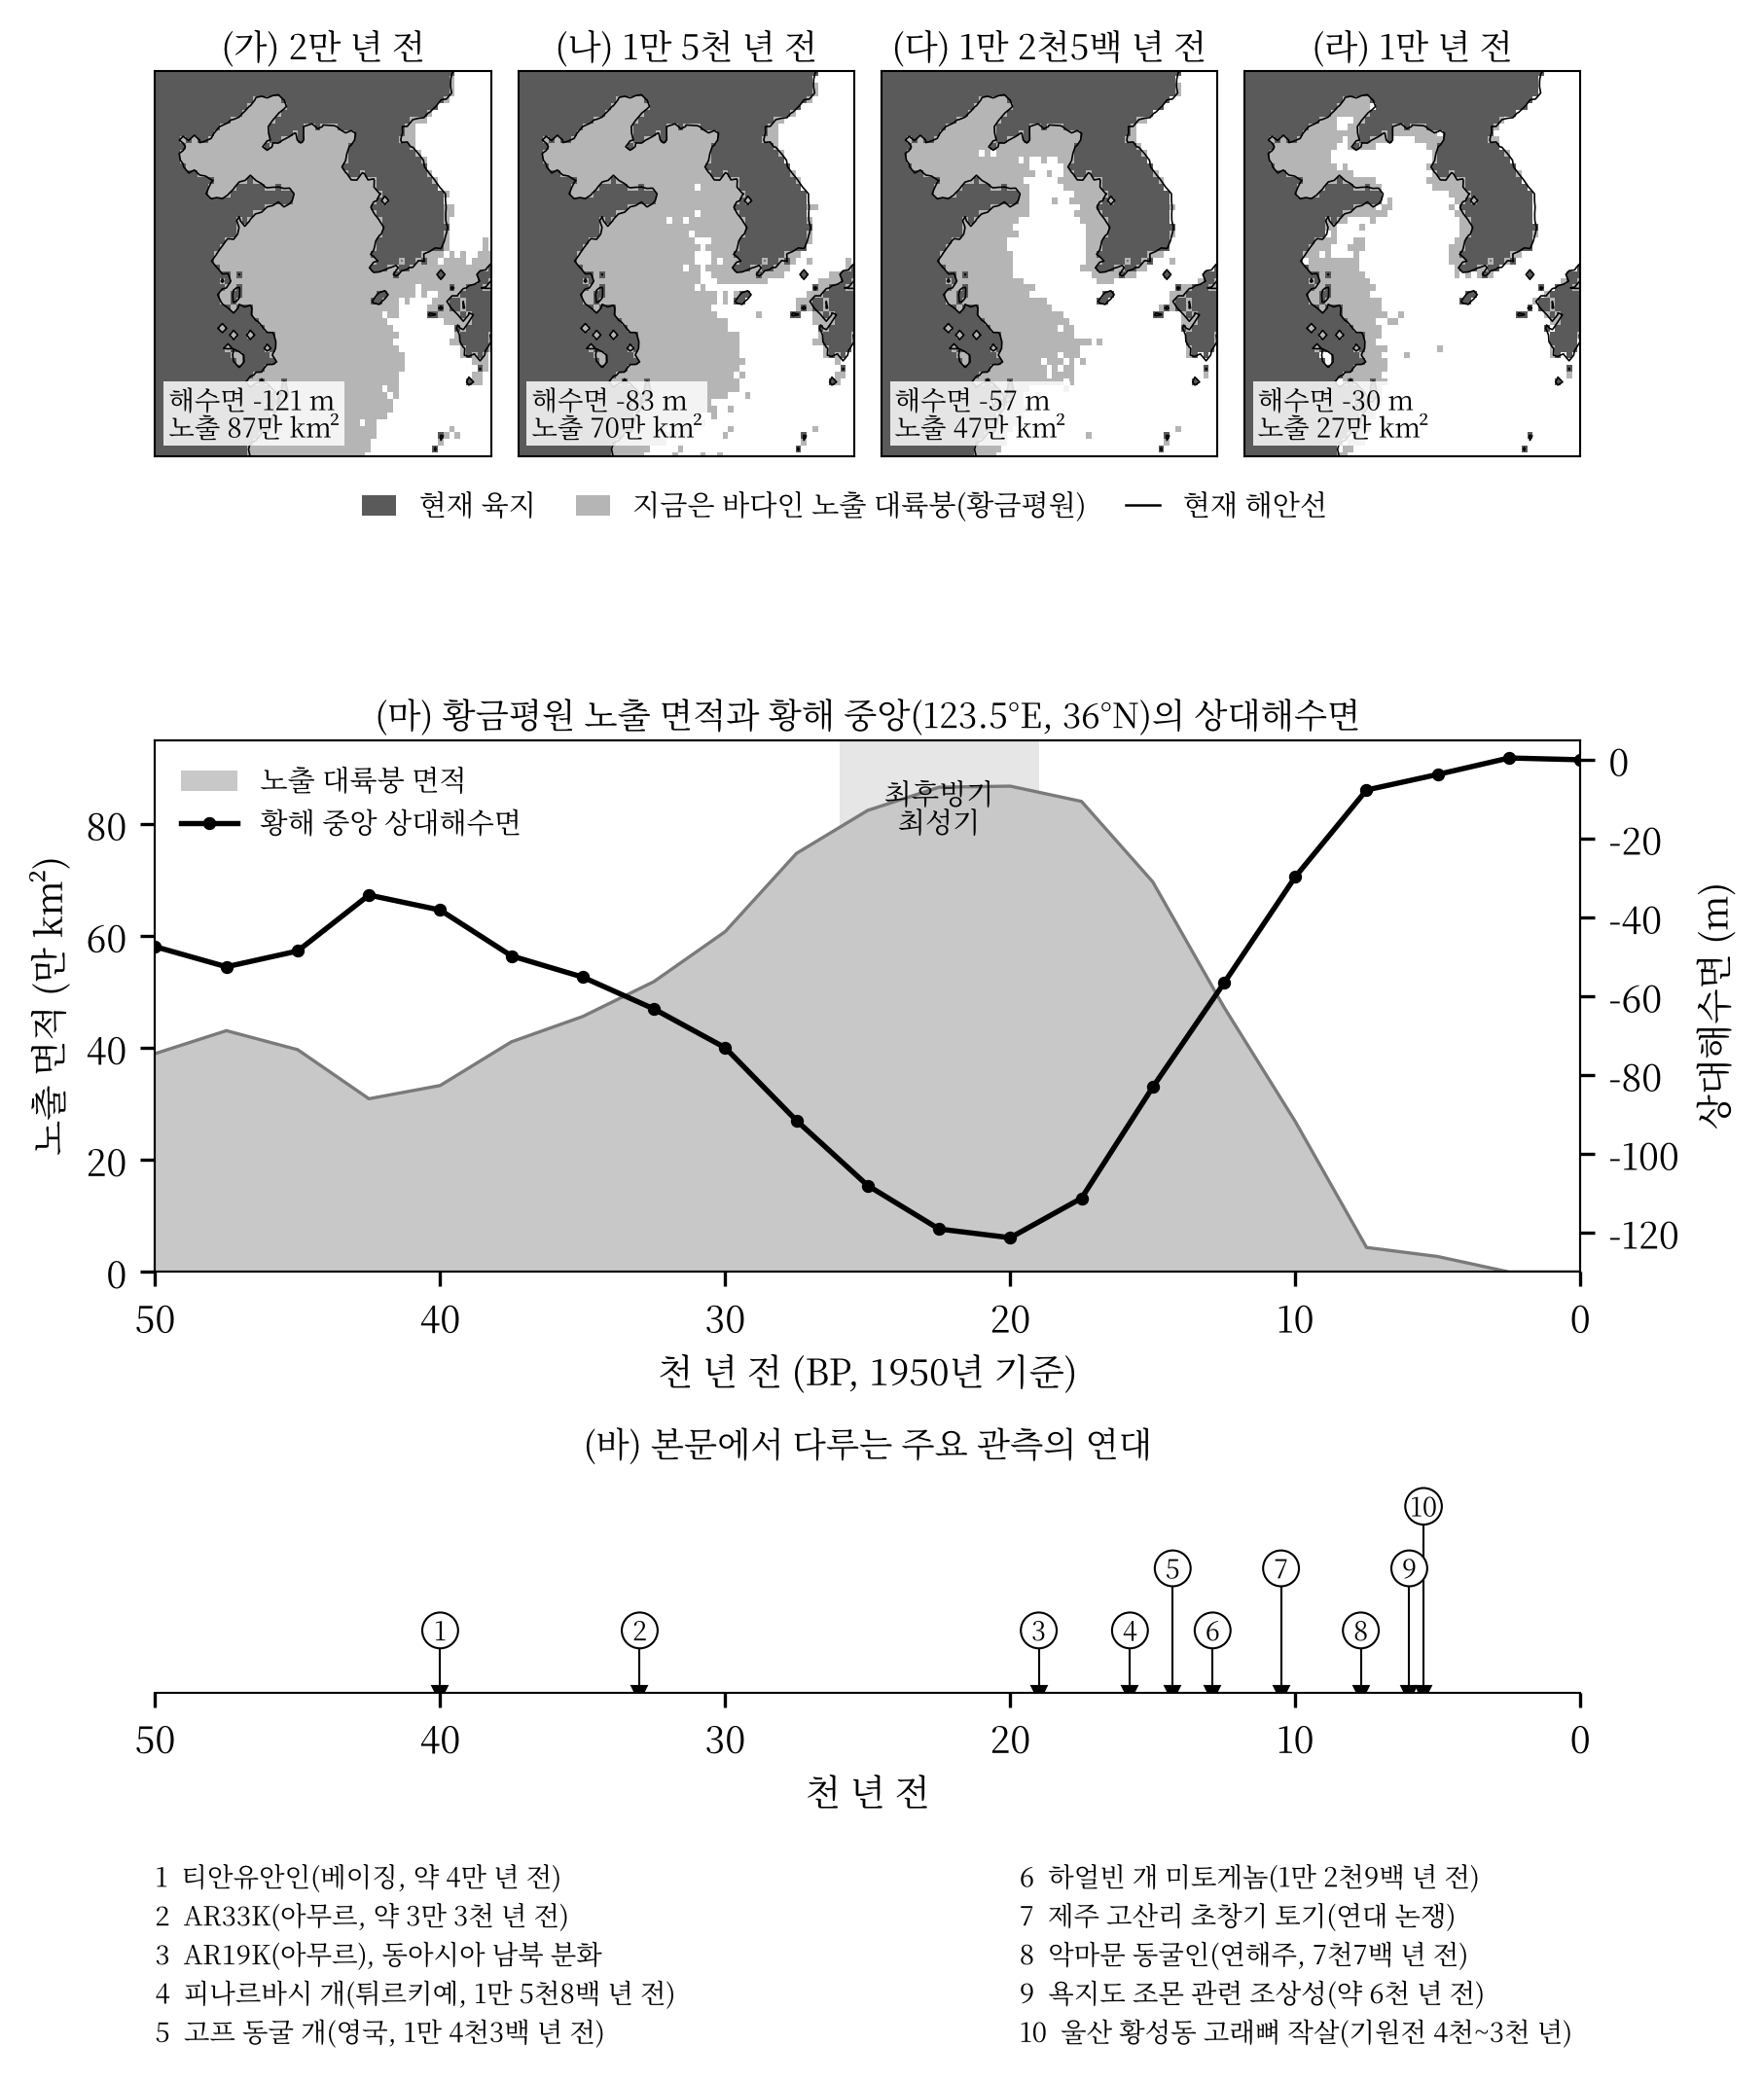 (가) 2만 년 전
(나) 1만 5천 년 전
(다) 1만 2천5백 년 전
(라) 1만 년 전
해수면 -121 m
노출 87만 km²
해수면 -83 m
노출 70만 km²
해수면 -57 m
노출 47만 km²
해수면 -30 m
노출 27만 km²
현재 육지
지금은 바다인 노출 대륙붕(황금평원)
현재 해안선
(마) 황금평원 노출 면적과 황해 중앙(123.5°E, 36°N)의 상대해수면
노출 대륙붕 면적
황해 중앙 상대해수면
최후빙기
최성기
노출 면적 (만 km²)
80
60
40
20
0
상대해수면 (m)
0
-20
-40
-60
-80
-100
-120
50 40 30 20 10 0
천 년 전 (BP, 1950년 기준)
(바) 본문에서 다루는 주요 관측의 연대
1 2 3 4 5 6 7 8 9 10
50 40 30 20 10 0
천 년 전
1 티안유안인(베이징, 약 4만 년 전)
2 AR33K(아무르, 약 3만 3천 년 전)
3 AR19K(아무르), 동아시아 남북 분화
4 피나르바시 개(튀르키예, 1만 5천8백 년 전)
5 고프 동굴 개(영국, 1만 4천3백 년 전)
6 하얼빈 개 미토게놈(1만 2천9백 년 전)
7 제주 고산리 초창기 토기(연대 논쟁)
8 악마문 동굴인(연해주, 7천7백 년 전)
9 욕지도 조몬 관련 조상성(약 6천 년 전)
10 울산 황성동 고래뼈 작살(기원전 4천~3천 년)